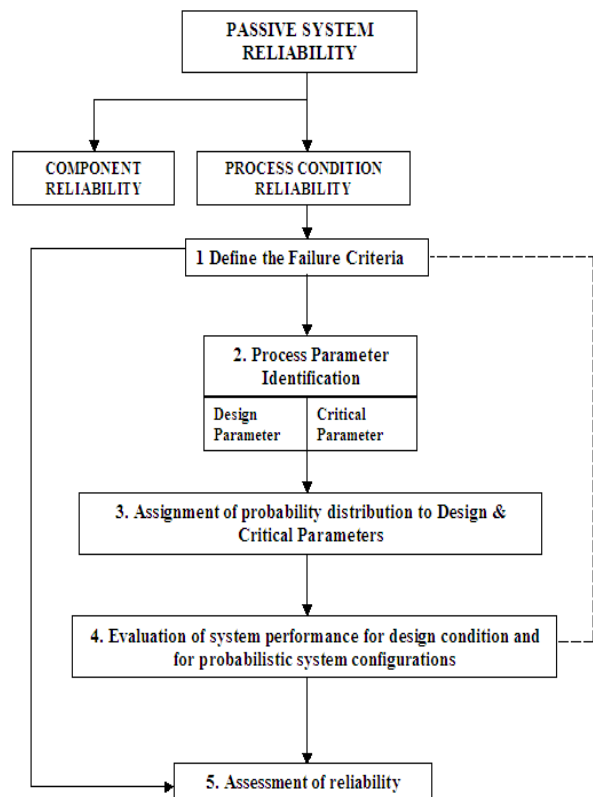 PASSIVE SYSTEM
RELIABILITY
COMPONENT
RELIABILITY
PROCESS CONDITION
RELIABILITY
1 Define the Failure Criteria
2. Process Parameter
Identification
Design
Parameter
Critical
Parameter
3. Assignment of probability distribution to Design &
Critical Parameters
4. Evaluation of system performance for design condition and
for probabilistic system configurations
5. Assessment of reliability